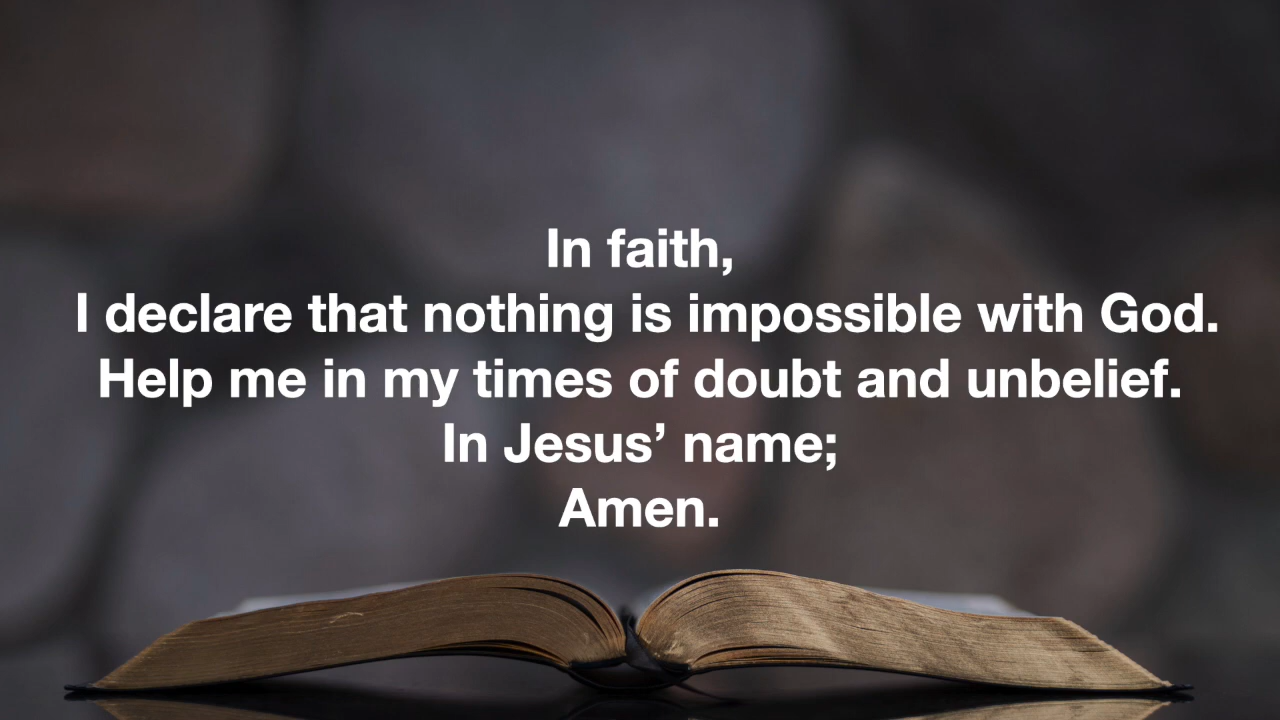 In faith,
I declare that nothing is impossible with God.
Help me in my times of doubt and unbelief.
In Jesus’ name;
Amen.